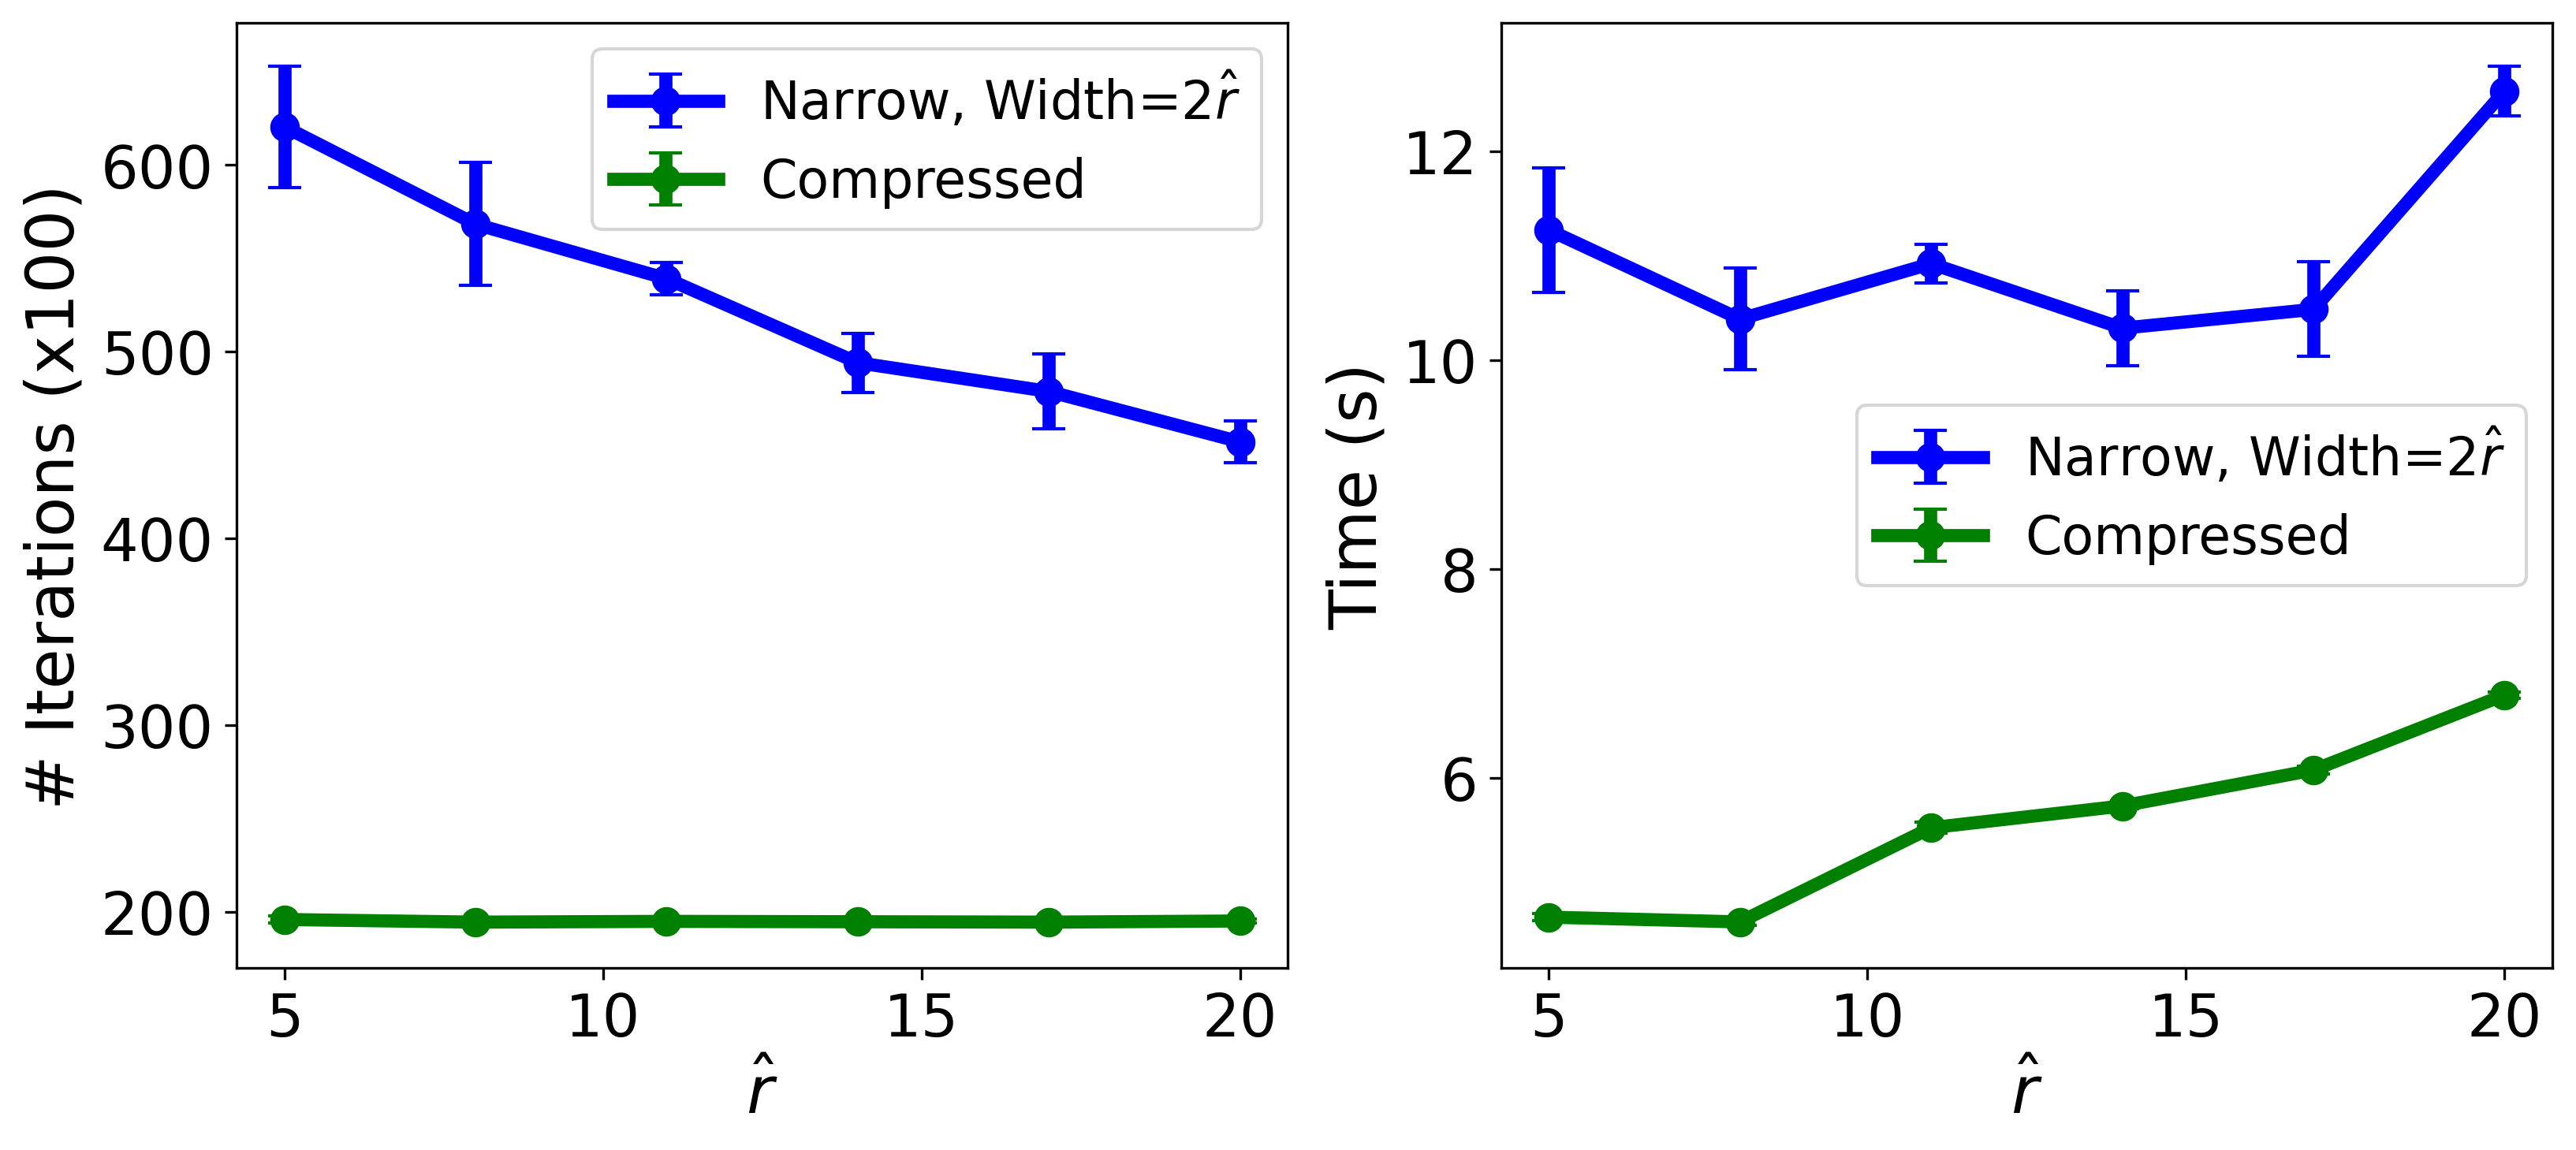 # Iterations (x100)
600
500
400
300
200
5 10 15 20
r̂
Narrow, Width=2r̂
Compressed
Time (s)
12
10
8
6
5 10 15 20
r̂
Narrow, Width=2r̂
Compressed